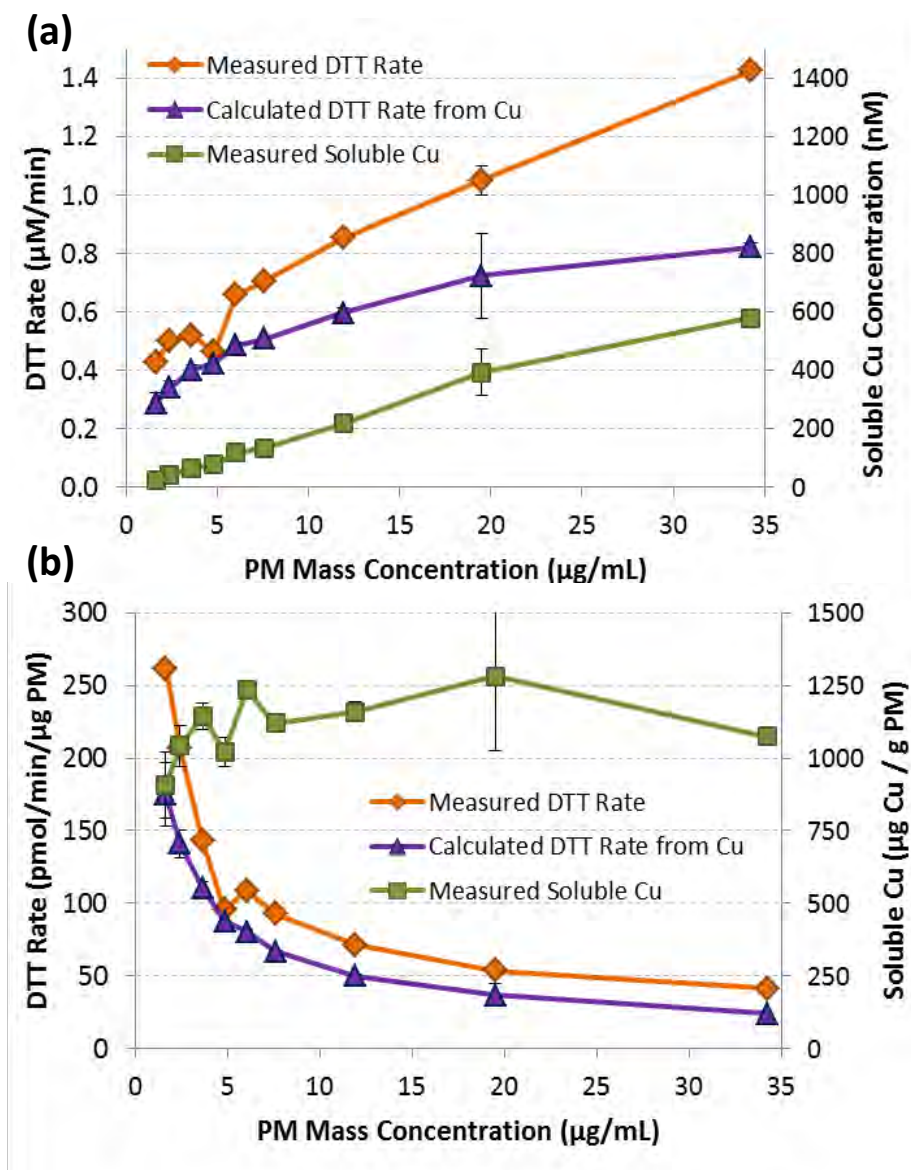 (a)
Measured DTT Rate
Calculated DTT Rate from Cu
Measured Soluble Cu
1.4
1.2
1.0
0.8
0.6
0.4
0.2
0.0
DTT Rate (µM/min)
1400
1200
1000
800
600
400
200
0
Soluble Cu Concentration (nM)
0 5 10 15 20 25 30 35
PM Mass Concentration (µg/mL)
(b)
300
250
200
150
100
50
0
DTT Rate (pmol/min/µg PM)
Measured DTT Rate
Calculated DTT Rate from Cu
Measured Soluble Cu
1500
1250
1000
750
500
250
0
Soluble Cu (µg Cu / g PM)
0 5 10 15 20 25 30 35
PM Mass Concentration (µg/mL)